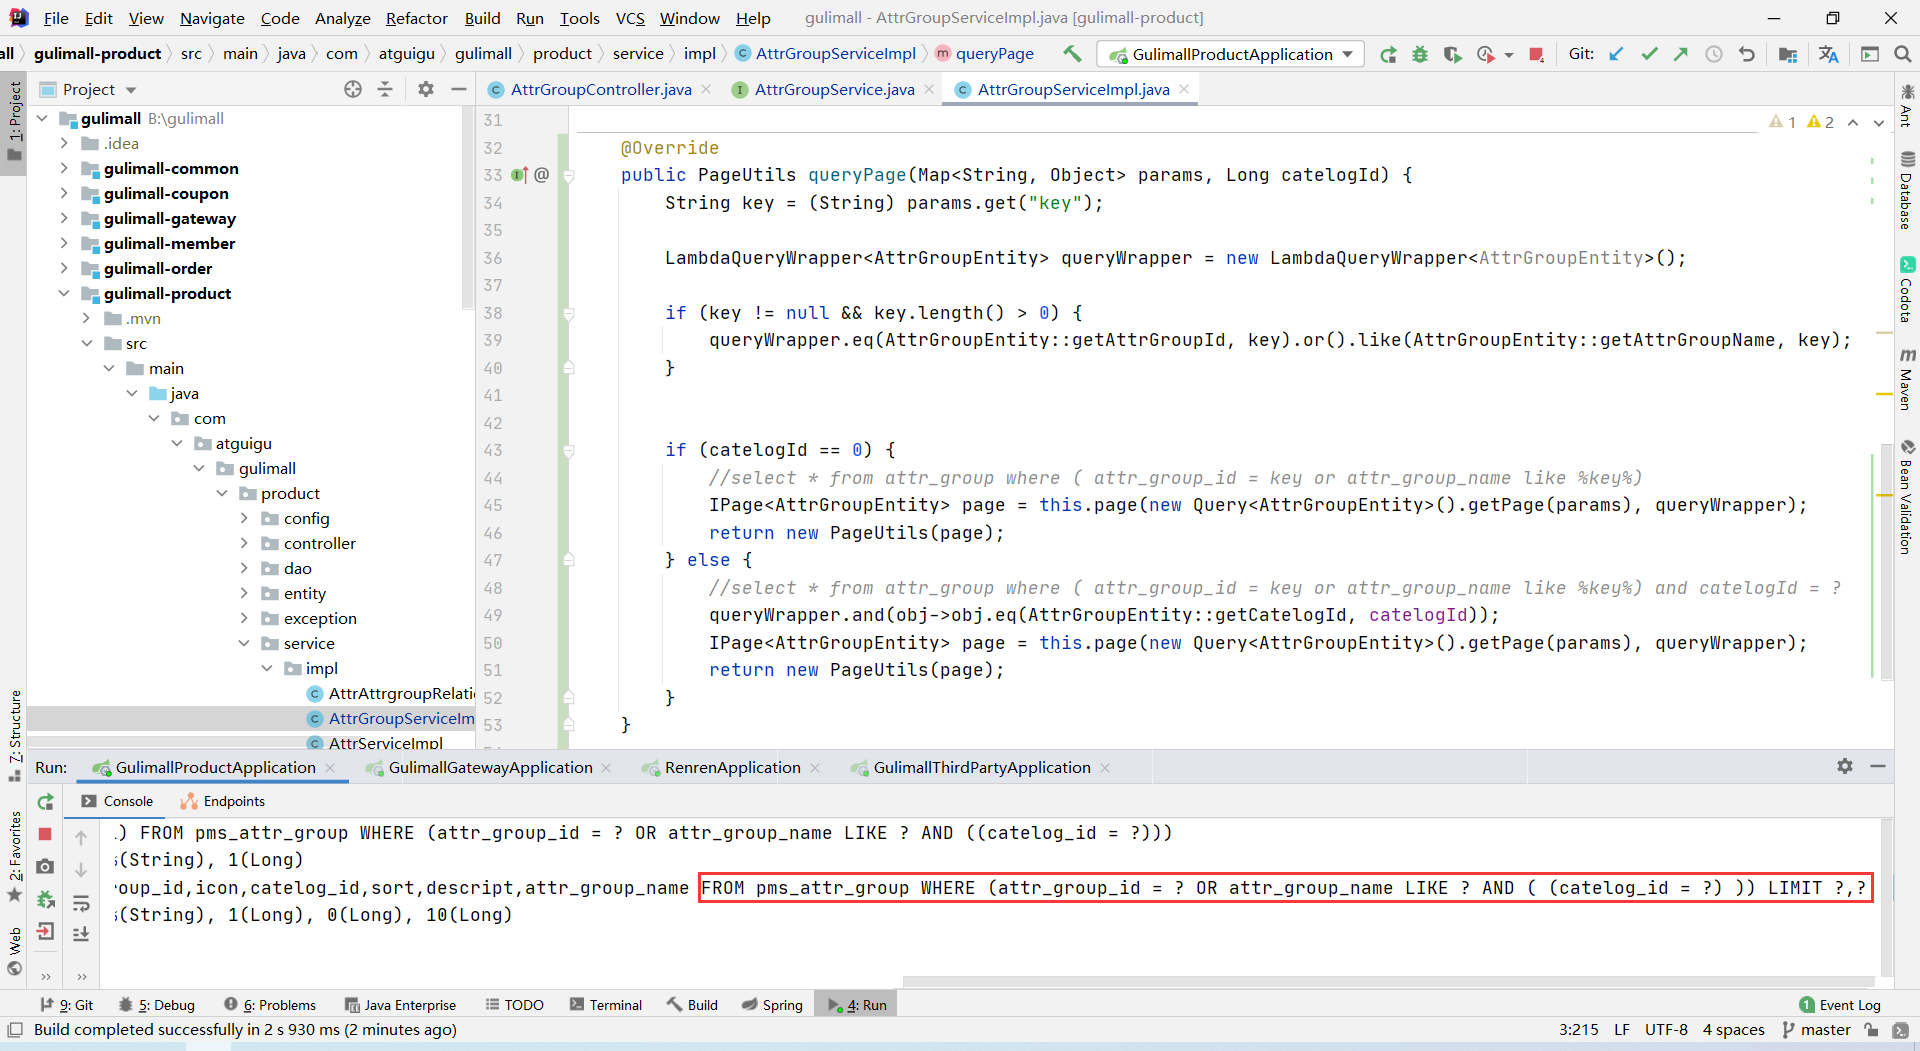 File Edit View Navigate Code Analyze Refactor Build Run Tools VCS Window Help gulimall - AttrGroupServiceImpl.java [gulimall-product]
all gulimall-product src main java com atguigu gulimall product service impl AttrGroupServiceImpl queryPage GulimallProductApplication Git:
Project AttrGroupController.java AttrGroupService.java AttrGroupServiceImpl.java
1: Project
7: Structure
2: Favorites
Web
gulimall B:\gulimall
.idea
gulimall-common
gulimall-coupon
gulimall-gateway
gulimall-member
gulimall-order
gulimall-product
.mvn
src
main
java
com
atguigu
gulimall
product
config
controller
dao
entity
exception
service
impl
AttrAttrgroupRelati
AttrGroupServiceIm
AttrServiceImpl
1 2
31
32 @Override
33 @ public PageUtils queryPage(Map<String, Object> params, Long catelogId) {
34 String key = (String) params.get("key");
35
36 LambdaQueryWrapper<AttrGroupEntity> queryWrapper = new LambdaQueryWrapper<AttrGroupEntity>();
37
38 if (key != null && key.length() > 0) {
39 queryWrapper.eq(AttrGroupEntity::getAttrGroupId, key).or().like(AttrGroupEntity::getAttrGroupName, key);
40 }
41
42
43 if (catelogId == 0) {
44 //select * from attr_group where ( attr_group_id = key or attr_group_name like %key%)
45 IPage<AttrGroupEntity> page = this.page(new Query<AttrGroupEntity>().getPage(params), queryWrapper);
46 return new PageUtils(page);
47 } else {
48 //select * from attr_group where ( attr_group_id = key or attr_group_name like %key%) and catelogId = ?
49 queryWrapper.and(obj->obj.eq(AttrGroupEntity::getCatelogId, catelogId));
50 IPage<AttrGroupEntity> page = this.page(new Query<AttrGroupEntity>().getPage(params), queryWrapper);
51 return new PageUtils(page);
52 }
53 }
Ant
Database
Codota
Maven
Bean Validation
Run: GulimallProductApplication GulimallGatewayApplication RenrenApplication GulimallThirdPartyApplication
Console Endpoints
) FROM pms_attr_group WHERE (attr_group_id = ? OR attr_group_name LIKE ? AND ((catelog_id = ?)))
(String), 1(Long)
oup_id,icon,catelog_id,sort,descript,attr_group_name FROM pms_attr_group WHERE (attr_group_id = ? OR attr_group_name LIKE ? AND ( (catelog_id = ?) )) LIMIT ?,?
(String), 1(Long), 0(Long), 10(Long)
9: Git 5: Debug 6: Problems Java Enterprise TODO Terminal Build Spring 4: Run 1 Event Log
Build completed successfully in 2 s 930 ms (2 minutes ago) 3:215 LF UTF-8 4 spaces master